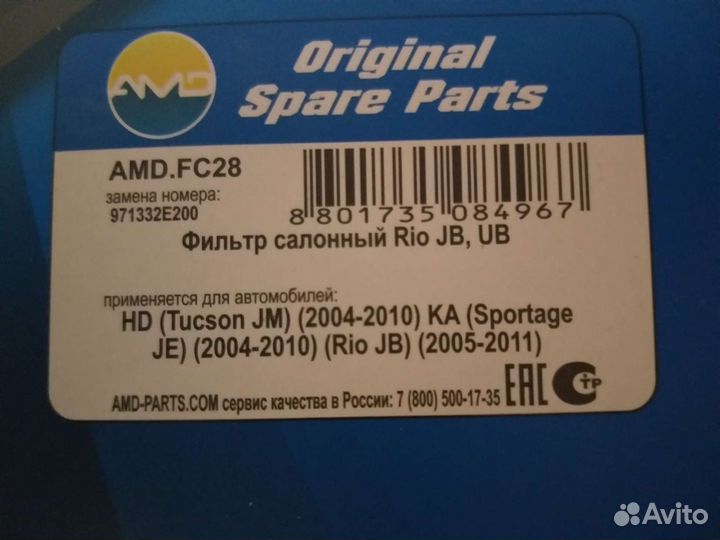 AMD
Original
Spare Parts
AMD.FC28
замена номера:
971332E200
8 801735 084967
Фильтр салонный Rio JB, UB
применяется для автомобилей:
HD (Tucson JM) (2004-2010) KA (Sportage
JE) (2004-2010) (Rio JB) (2005-2011)
AMD-PARTS.COM сервис качества в России: 7 (800) 500-17-35
EAC
СТР
Avito